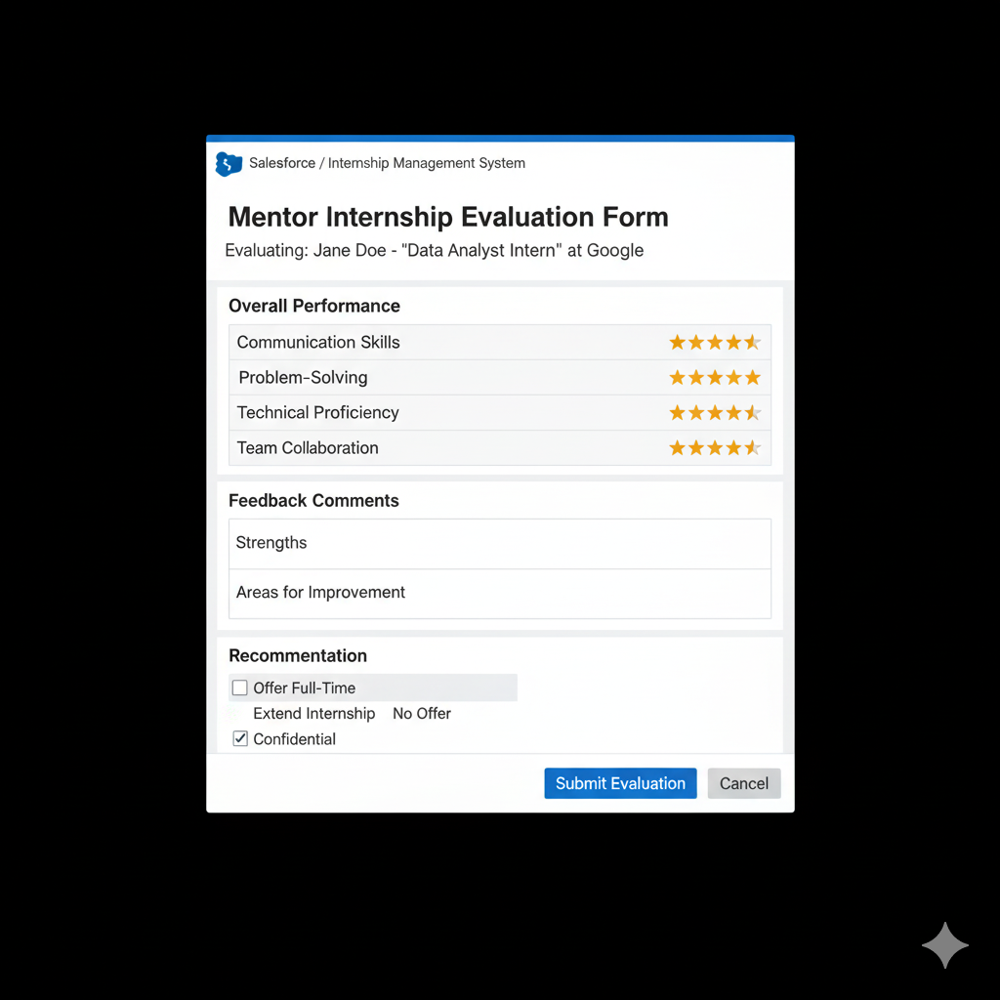 Salesforce / Internship Management System
Mentor Internship Evaluation Form
Evaluating: Jane Doe - "Data Analyst Intern" at Google
Overall Performance
Communication Skills
Problem-Solving
Technical Proficiency
Team Collaboration
Feedback Comments
Strengths
Areas for Improvement
Recommentation
Offer Full-Time
Extend Internship No Offer
Confidential
Submit Evaluation Cancel